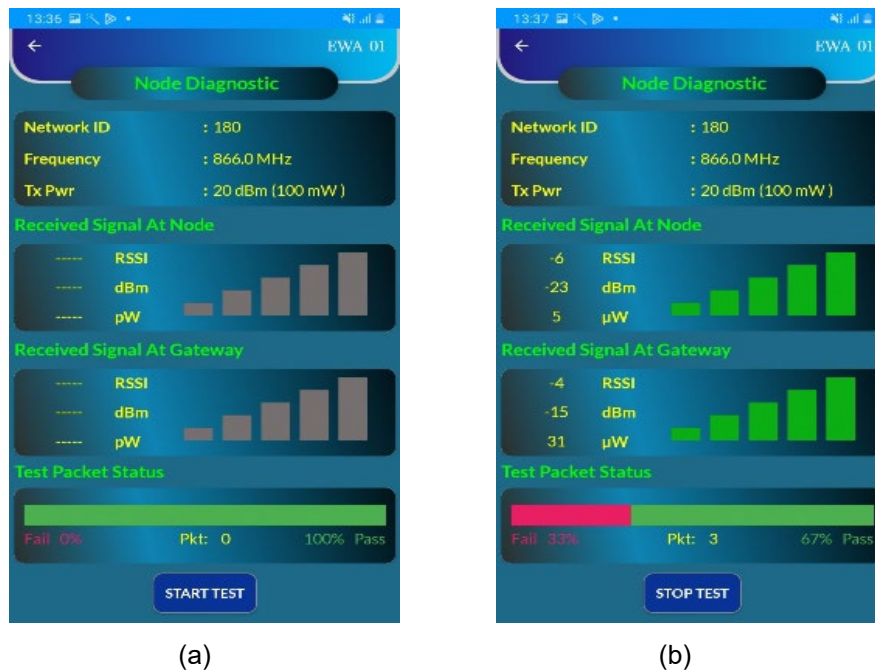 13:36
EWA 01
Node Diagnostic
Network ID : 180
Frequency : 866.0 MHz
Tx Pwr : 20 dBm (100 mW )
Received Signal At Node
----- RSSI
----- dBm
----- pW
Received Signal At Gateway
----- RSSI
----- dBm
----- pW
Test Packet Status
Fail 0% Pkt: 0 100% Pass
START TEST
(a)
13:37
EWA 01
Node Diagnostic
Network ID : 180
Frequency : 866.0 MHz
Tx Pwr : 20 dBm (100 mW )
Received Signal At Node
-6 RSSI
-23 dBm
5 µW
Received Signal At Gateway
-4 RSSI
-15 dBm
31 µW
Test Packet Status
Fail 33% Pkt: 3 67% Pass
STOP TEST
(b)